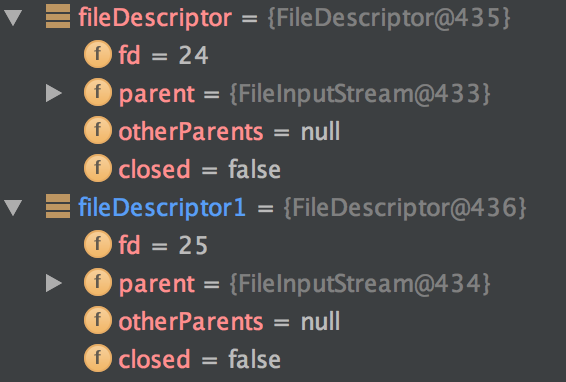 fileDescriptor = {FileDescriptor@435}
f fd = 24
f parent = {FileInputStream@433}
f otherParents = null
f closed = false
fileDescriptor1 = {FileDescriptor@436}
f fd = 25
f parent = {FileInputStream@434}
f otherParents = null
f closed = false